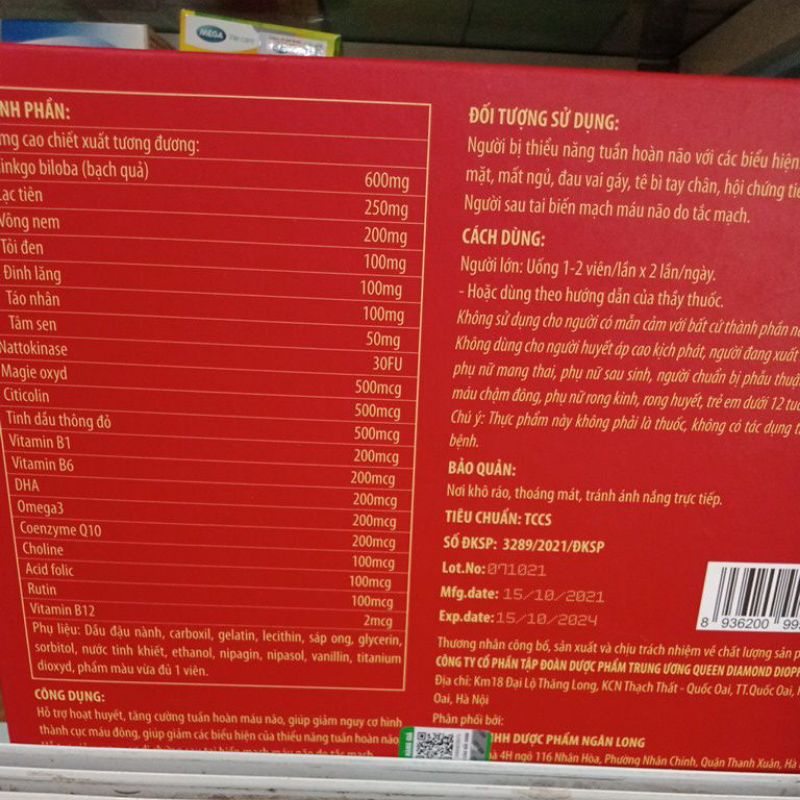 MEGA
NH PHẦN:
mg cao chiết xuất tương đương:
inkgo biloba (bạch quả) 600mg
Lạc tiên 250mg
Vông nem 200mg
Tỏi đen 100mg
Đinh lăng 100mg
Táo nhân 100mg
Tâm sen 50mg
Nattokinase 30FU
Magie oxyd 500mcg
Citicolin 500mcg
Tinh dầu thông đỏ 500mcg
Vitamin B1 200mcg
Vitamin B6 200mcg
DHA 200mcg
Omega3 200mcg
Coenzyme Q10 200mcg
Choline 100mcg
Acid folic 100mcg
Rutin 100mcg
Vitamin B12 2mcg
Phụ liệu: Dầu đậu nành, carboxil, gelatin, lecithin, sáp ong, glycerin,
sorbitol, nước tinh khiết, ethanol, nipagin, nipasol, vanillin, titanium
dioxyd, phẩm màu vừa đủ 1 viên.
CÔNG DỤNG:
Hỗ trợ hoạt huyết, tăng cường tuần hoàn máu não, giúp giảm nguy cơ hình
thành cục máu đông, giúp giảm các biểu hiện của thiểu năng tuần hoàn não
ĐỐI TƯỢNG SỬ DỤNG:
Người bị thiểu năng tuần hoàn não với các biểu hiện
mặt, mất ngủ, đau vai gáy, tê bì tay chân, hội chứng tiề
Người sau tai biến mạch máu não do tắc mạch.
CÁCH DÙNG:
Người lớn: Uống 1-2 viên/lần x 2 lần/ngày.
- Hoặc dùng theo hướng dẫn của thầy thuốc.
Không sử dụng cho người có mẫn cảm với bất cứ thành phần n
Không dùng cho người huyết áp cao kịch phát, người đang xuất
phụ nữ mang thai, phụ nữ sau sinh, người chuẩn bị phẫu thuậ
máu chậm đông, phụ nữ rong kinh, rong huyết, trẻ em dưới 12 tu
Chú ý: Thực phẩm này không phải là thuốc, không có tác dụng t
bệnh.
BẢO QUẢN:
Nơi khô ráo, thoáng mát, tránh ánh nắng trực tiếp.
TIÊU CHUẨN: TCCS
SỐ ĐKSP: 3289/2021/ĐKSP
Lot.No: 071021
Mfg.date: 15/10/2021
Exp.date: 15/10/2024
8 936200 99
Thương nhân công bố, sản xuất và chịu trách nhiệm về chất lượng sản p
CÔNG TY CỔ PHẦN TẬP ĐOÀN DƯỢC PHẨM TRUNG ƯƠNG QUEEN DIAMOND DIOP
Địa chỉ: Km18 Đại Lộ Thăng Long, KCN Thạch Thất - Quốc Oai, TT.Quốc Oai,
Oai, Hà Nội
Phân phối bởi:
HH DƯỢC PHẨM NGÂN LONG
à 4H ngõ 116 Nhân Hòa, Phường Nhân Chính, Quận Thanh Xuân, Hà